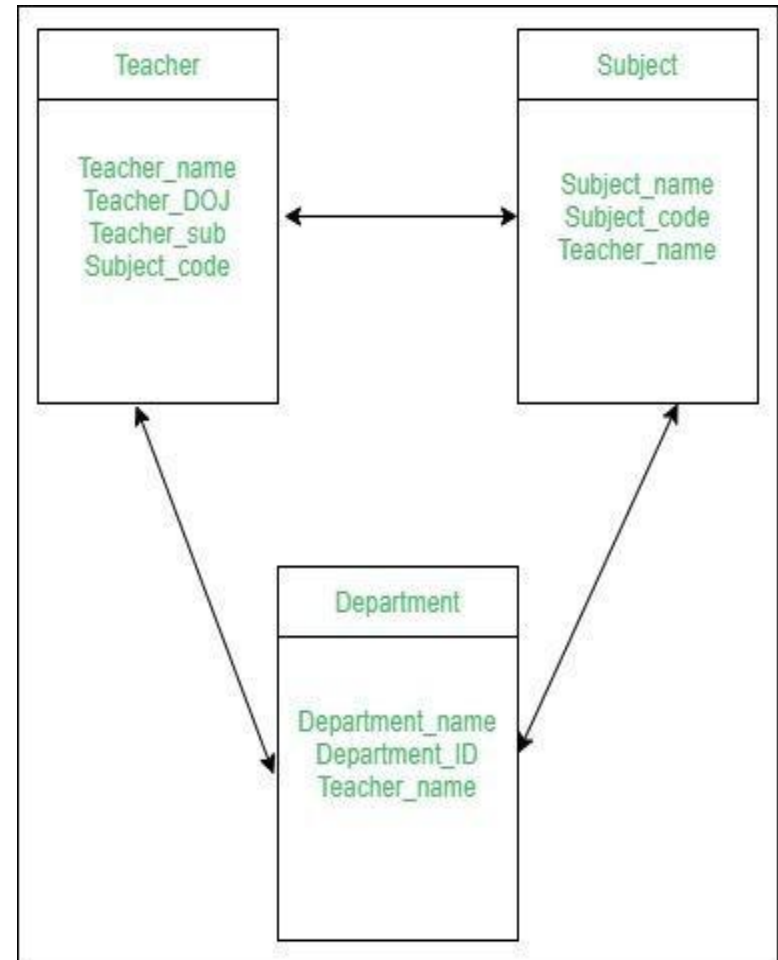 Teacher
Teacher_name
Teacher_DOJ
Teacher_sub
Subject_code
Subject
Subject_name
Subject_code
Teacher_name
Department
Department_name
Department_ID
Teacher_name